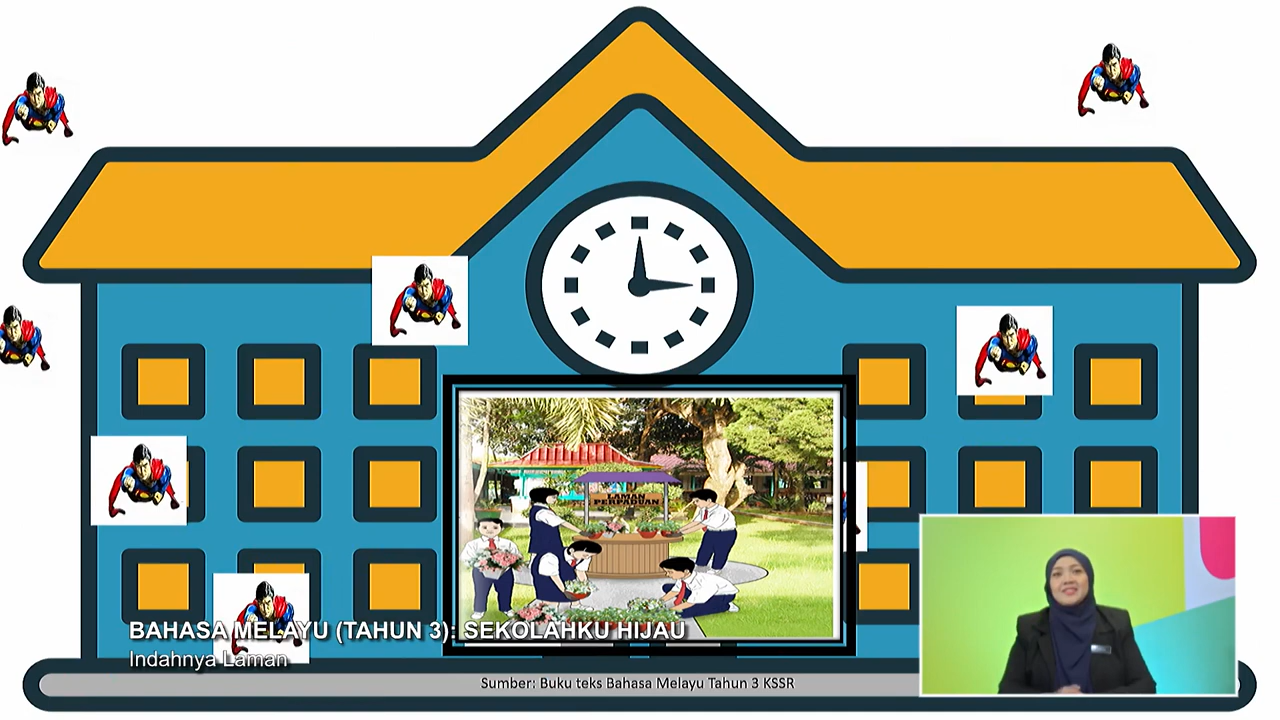 LAMAN
PERPADUAN
BAHASA MELAYU (TAHUN 3): SEKOLAHKU HIJAU
Indahnya Laman
Sumber: Buku teks Bahasa Melayu Tahun 3 KSSR